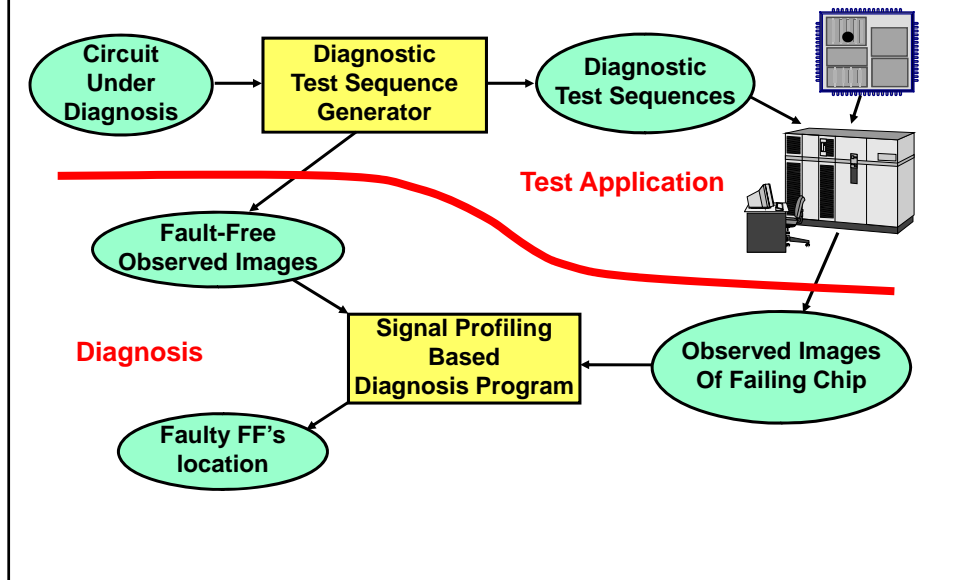 Circuit
Under
Diagnosis
Diagnostic
Test Sequence
Generator
Diagnostic
Test Sequences
Test Application
Fault-Free
Observed Images
Diagnosis
Signal Profiling
Based
Diagnosis Program
Observed Images
Of Failing Chip
Faulty FF's
location